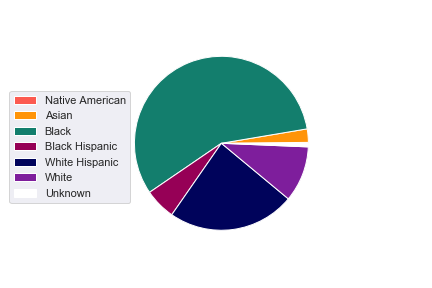 Native American
Asian
Black
Black Hispanic
White Hispanic
White
Unknown